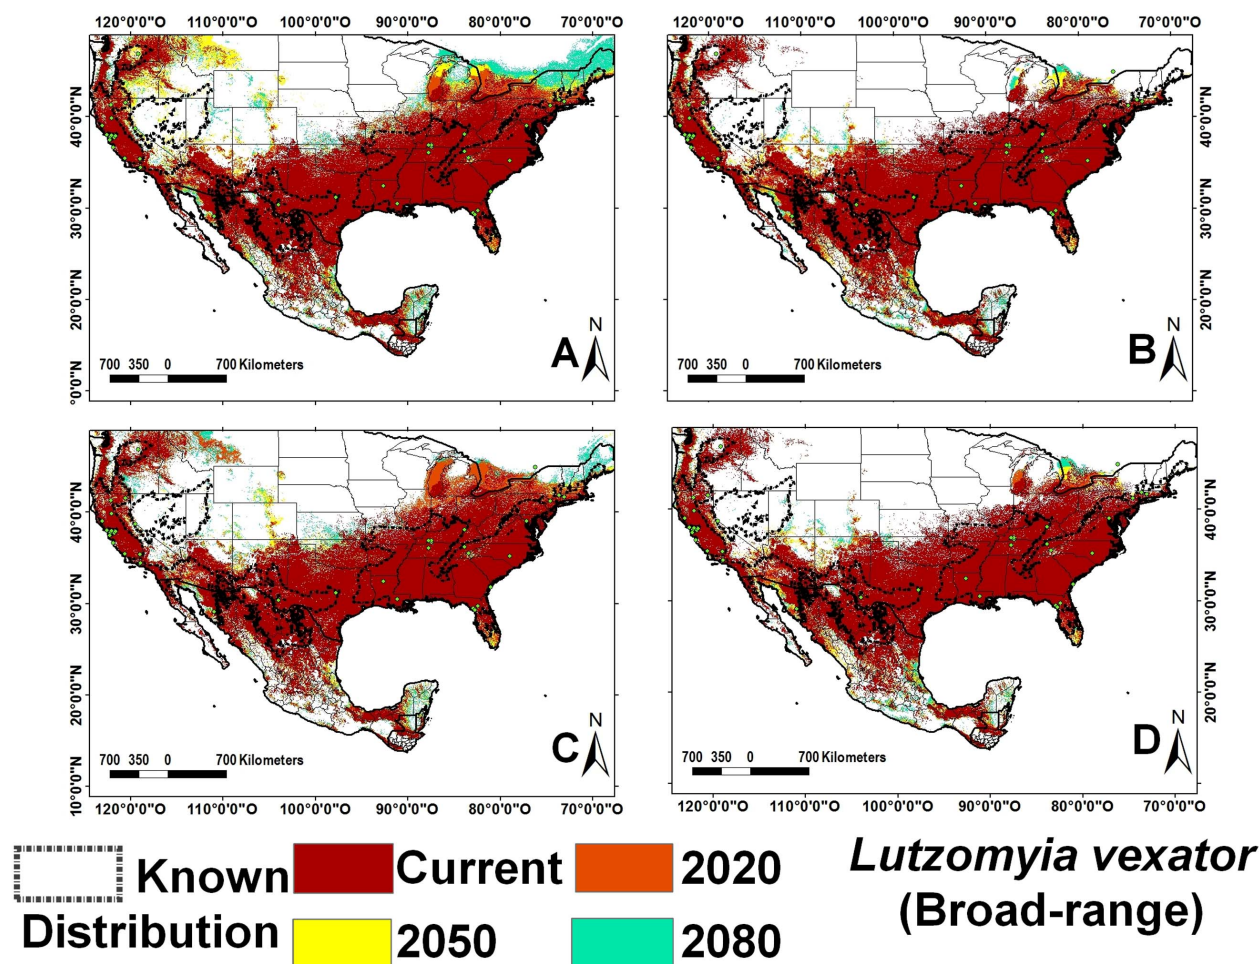 120°0'0"O 110°0'0"O 100°0'0"O 90°0'0"O 80°0'0"O 70°0'0"O
40°0'0"N
30°0'0"N
20°0'0"N
°0'0"N
700 350 0 700 Kilometers
A
N
120°0'0"O 110°0'0"O 100°0'0"O 90°0'0"O 80°0'0"O 70°0'0"O
40°0'0"N
30°0'0"N
20°0'0"N
700 350 0 700 Kilometers
B
N
40°0'0"N
30°0'0"N
20°0'0"N
10°0'0"N
700 350 0 700 Kilometers
C
N
120°0'0"O 110°0'0"O 100°0'0"O 90°0'0"O 80°0'0"O 70°0'0"O
40°0'0"N
30°0'0"N
20°0'0"N
700 350 0 700 Kilometers
D
N
120°0'0"O 110°0'0"O 100°0'0"O 90°0'0"O 80°0'0"O 70°0'0"O
Known
Distribution
Current
2020
2050
2080
Lutzomyia vexator
(Broad-range)